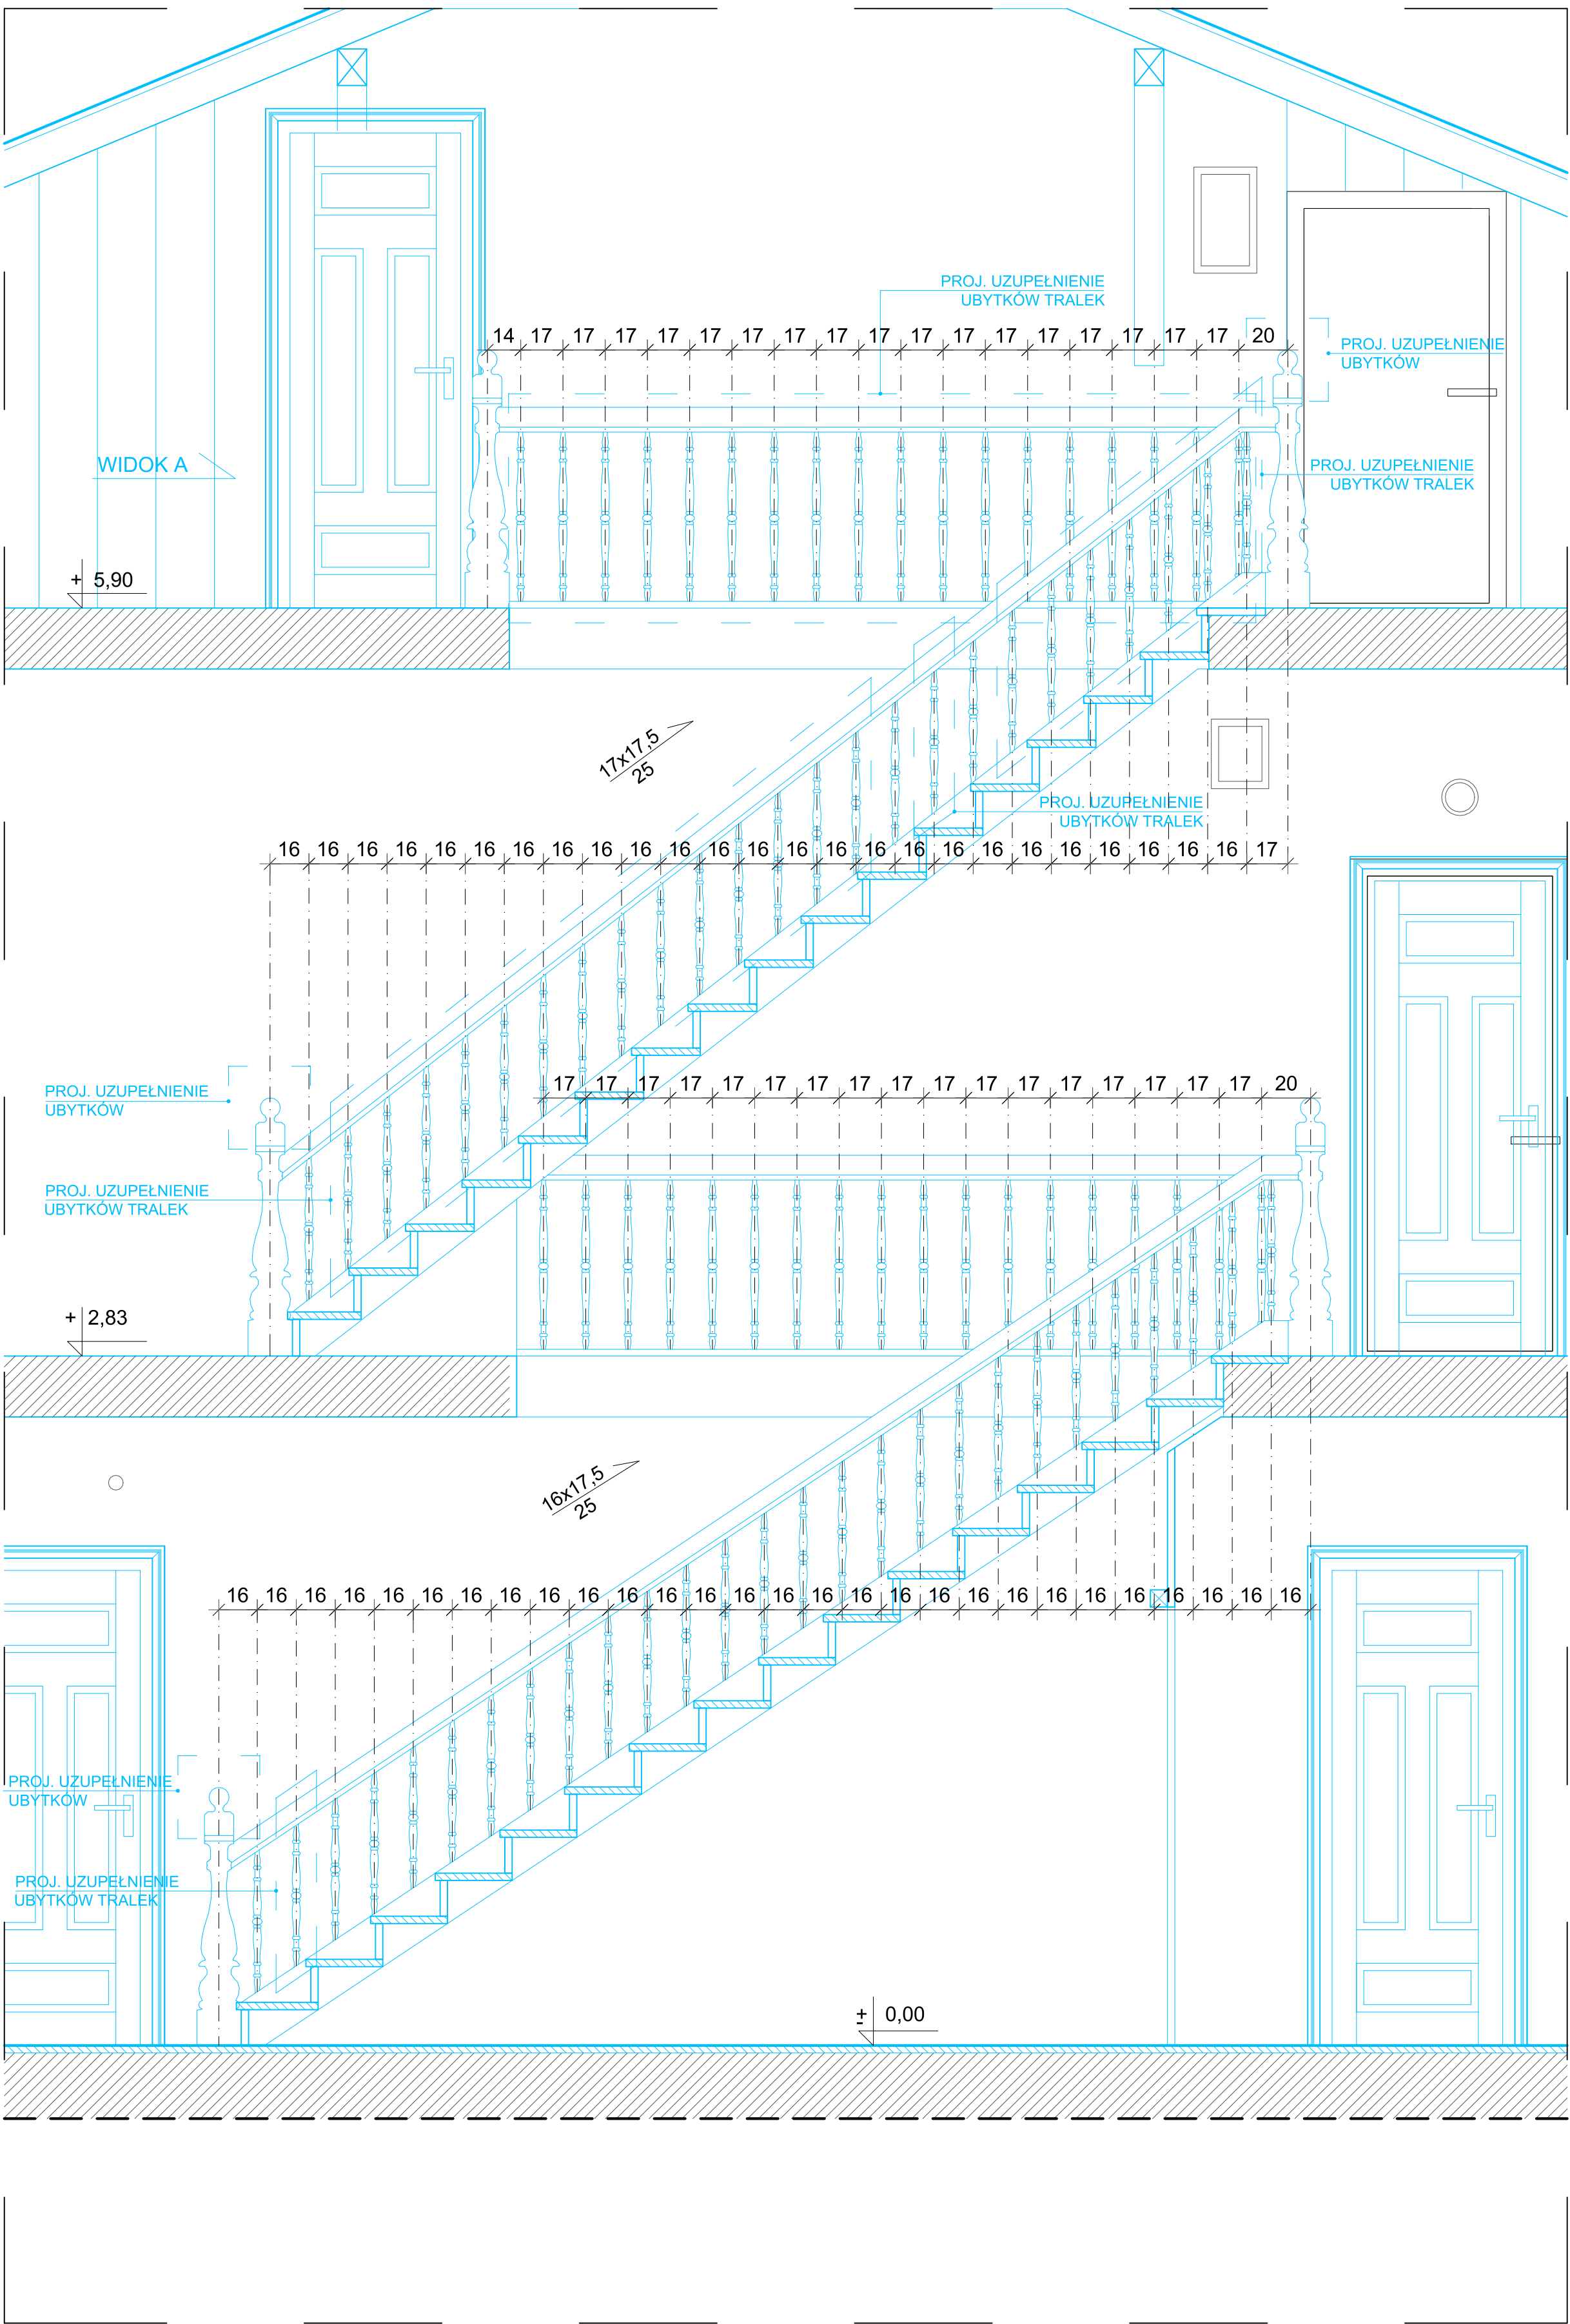 PROJ. UZUPEŁNIENIE
UBYTKÓW TRALEK
14 17 17 17 17 17 17 17 17 17 17 17 17 17 17 17 17 17 20
PROJ. UZUPEŁNIENIE
UBYTKÓW
WIDOK A
PROJ. UZUPEŁNIENIE
UBYTKÓW TRALEK
+ 5,90
17x17,5
25
PROJ. UZUPEŁNIENIE
UBYTKÓW TRALEK
16 16 16 16 16 16 16 16 16 16 16 16 16 16 16 16 16 16 16 16 16 16 16 16 16 17
PROJ. UZUPEŁNIENIE
UBYTKÓW
17 17 17 17 17 17 17 17 17 17 17 17 17 17 17 17 17 20
PROJ. UZUPEŁNIENIE
UBYTKÓW TRALEK
+ 2,83
16x17,5
25
16 16 16 16 16 16 16 16 16 16 16 16 16 16 16 16 16 16 16 16 16 16 16 16 16 16 16 16
PROJ. UZUPEŁNIENIE
UBYTKÓW
PROJ. UZUPEŁNIENIE
UBYTKÓW TRALEK
± 0,00